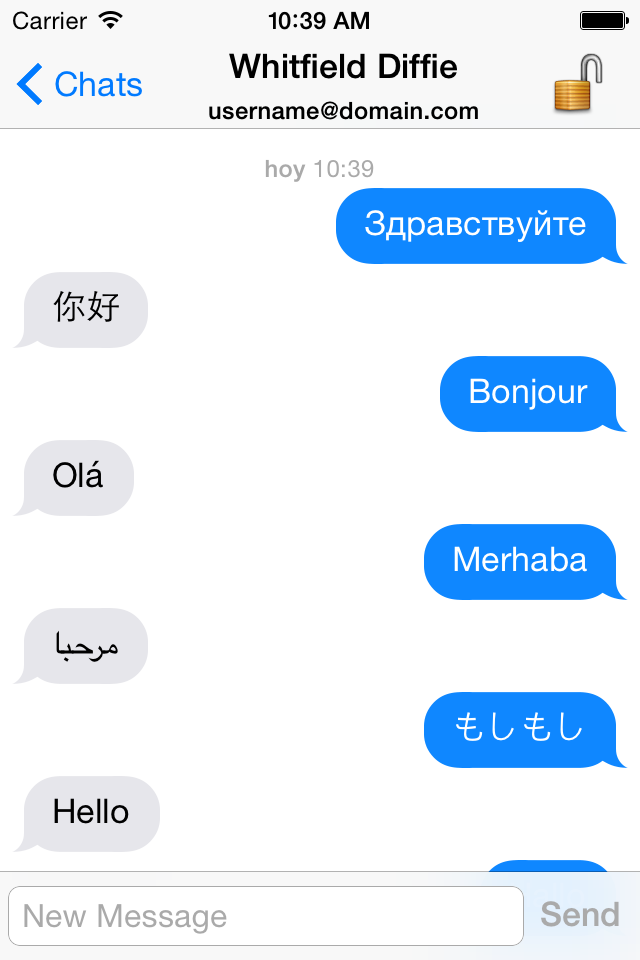 Carrier 10:39 AM
Chats
Whitfield Diffie
username@domain.com
hoy 10:39
Здравствуйте
你好
Bonjour
Olá
Merhaba
مرحبا
もしもし
Hello
New Message
Send